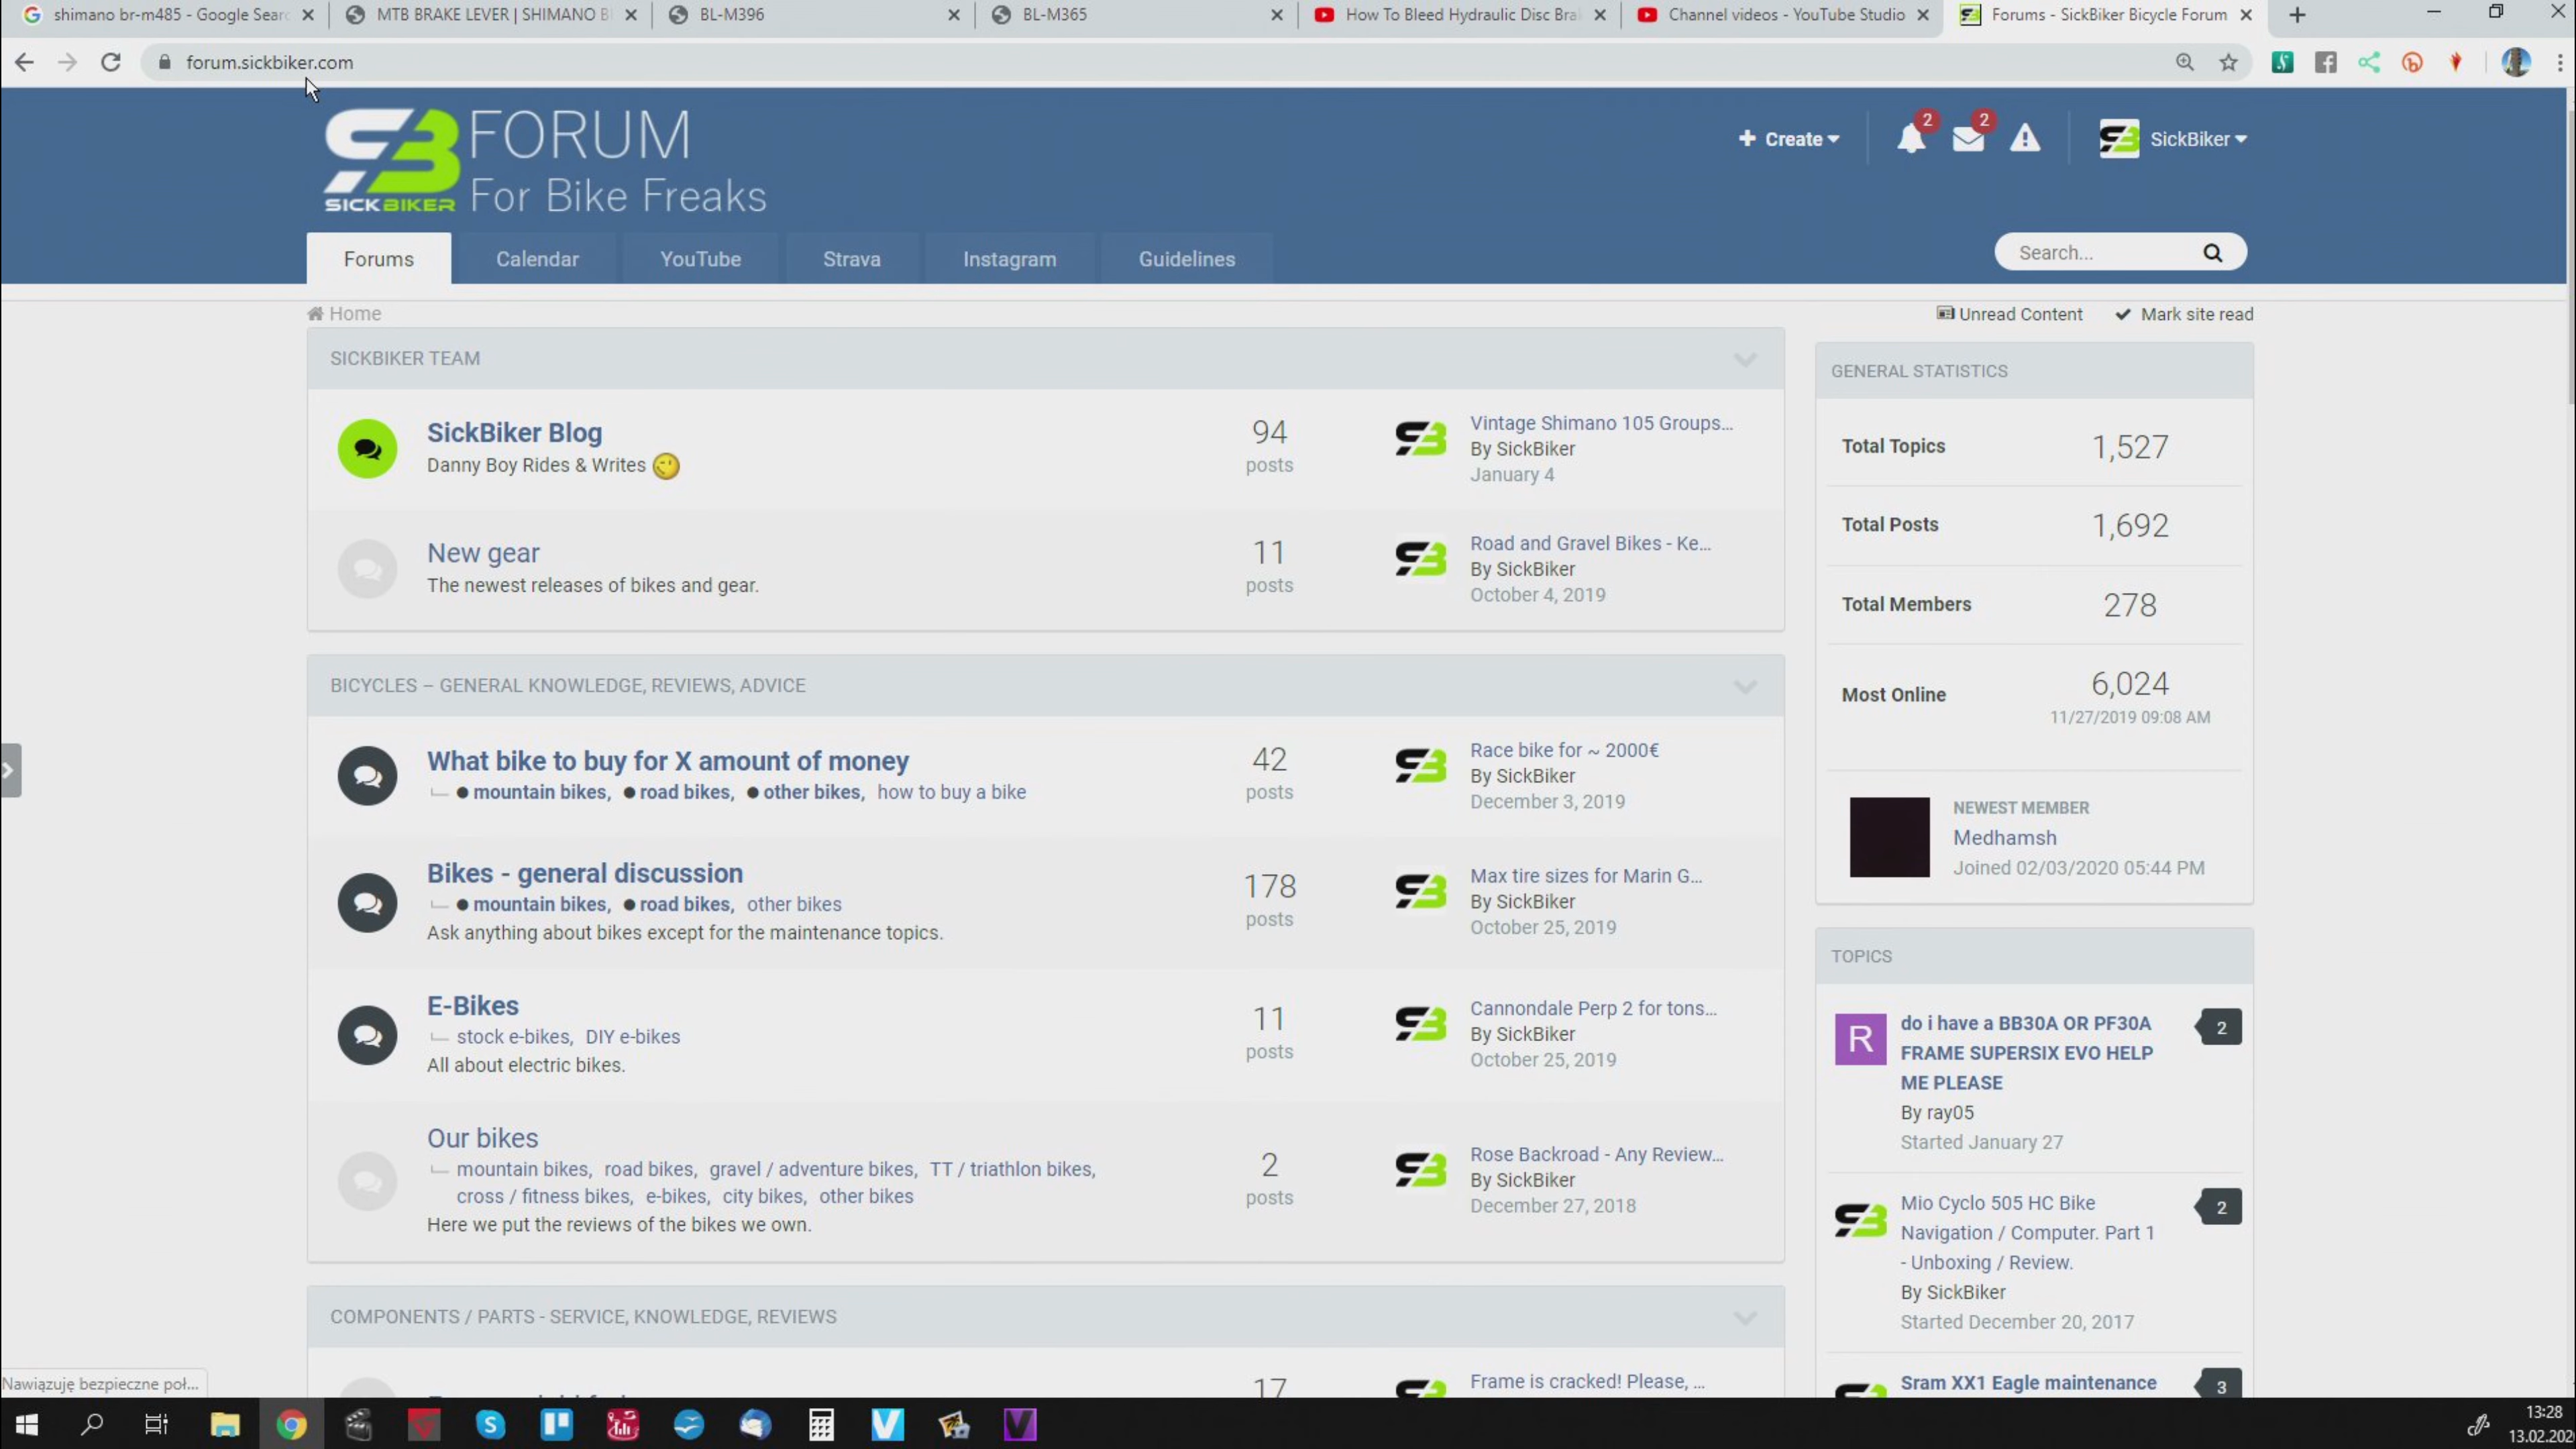 shimano br-m485 - Google Searc
MTB BRAKE LEVER | SHIMANO B
BL-M396
BL-M365
How To Bleed Hydraulic Disc Bra
Channel videos - YouTube Studio
Forums - SickBiker Bicycle Forum
forum.sickbiker.com
FORUM
For Bike Freaks
SICKBIKER
Create
2
2
SickBiker
Forums
Calendar
YouTube
Strava
Instagram
Guidelines
Search...
Home
Unread Content
Mark site read
SICKBIKER TEAM
SickBiker Blog
Danny Boy Rides & Writes
94
posts
Vintage Shimano 105 Groups...
By SickBiker
January 4
New gear
The newest releases of bikes and gear.
11
posts
Road and Gravel Bikes - Ke...
By SickBiker
October 4, 2019
BICYCLES – GENERAL KNOWLEDGE, REVIEWS, ADVICE
What bike to buy for X amount of money
mountain bikes, road bikes, other bikes, how to buy a bike
42
posts
Race bike for ~ 2000€
By SickBiker
December 3, 2019
Bikes - general discussion
mountain bikes, road bikes, other bikes
Ask anything about bikes except for the maintenance topics.
178
posts
Max tire sizes for Marin G...
By SickBiker
October 25, 2019
E-Bikes
stock e-bikes, DIY e-bikes
All about electric bikes.
11
posts
Cannondale Perp 2 for tons...
By SickBiker
October 25, 2019
Our bikes
mountain bikes, road bikes, gravel / adventure bikes, TT / triathlon bikes,
cross / fitness bikes, e-bikes, city bikes, other bikes
Here we put the reviews of the bikes we own.
2
posts
Rose Backroad - Any Review...
By SickBiker
December 27, 2018
COMPONENTS / PARTS - SERVICE, KNOWLEDGE, REVIEWS
17
Frame is cracked! Please, ...
GENERAL STATISTICS
Total Topics
1,527
Total Posts
1,692
Total Members
278
Most Online
6,024
11/27/2019 09:08 AM
NEWEST MEMBER
Medhamsh
Joined 02/03/2020 05:44 PM
TOPICS
R
do i have a BB30A OR PF30A
FRAME SUPERSIX EVO HELP
ME PLEASE
By ray05
Started January 27
2
Mio Cyclo 505 HC Bike
Navigation / Computer. Part 1
- Unboxing / Review.
By SickBiker
Started December 20, 2017
2
Sram XX1 Eagle maintenance
3
Nawiązuję bezpieczne poł...
13:28
13.02.202